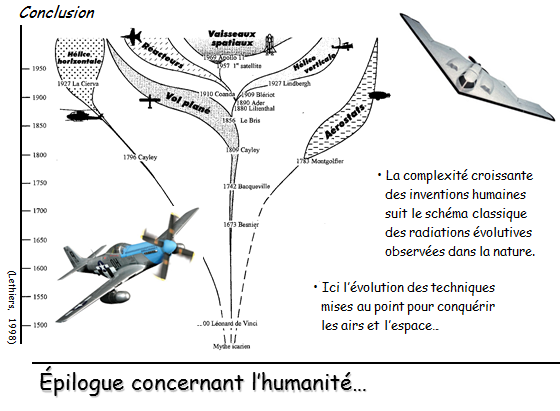 Conclusion
Hélice horizontale
Réacteurs
Vaisseaux spatiaux
Hélice verticale
1969 Apollo 11
1957 1er satellite
1927 La Cierva
1927 Lindbergh
1910 Coanda
1909 Blériot
1890 Ader
1880 Lilienthal
Vol plané
1856 Le Bris
Aérostats
1809 Cayley
1796 Cayley
1783 Montgolfier
1742 Bacqueville
1673 Besnier
00 Léonard de Vinci
Mythe icarien
1950
1900
1850
1800
1750
1700
1650
1600
1550
1500
(Lethiers, 1998)
• La complexité croissante
des inventions humaines
suit le schéma classique
des radiations évolutives
observées dans la nature.
• Ici l'évolution des techniques
mises au point pour conquérir
les airs et l'espace...
Épilogue concernant l'humanité...